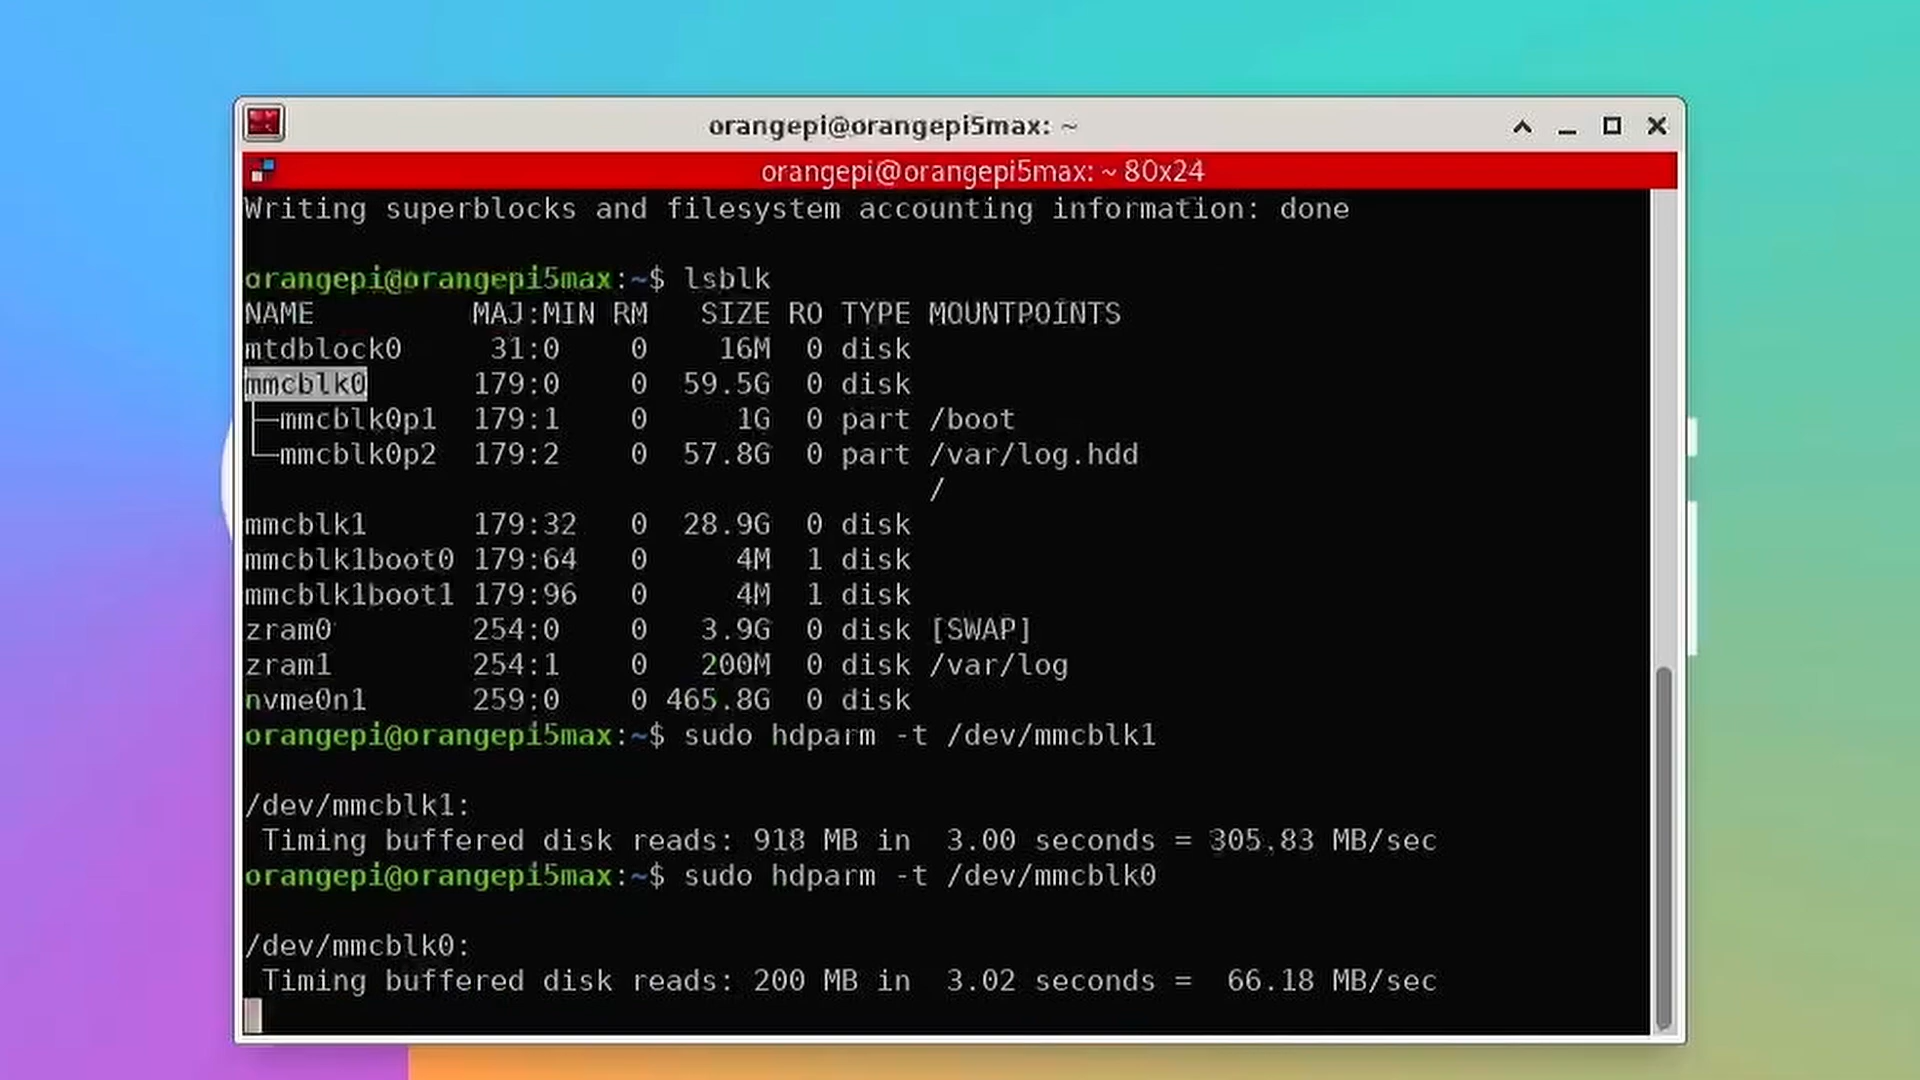 orangepi@orangepi5max: ~
orangepi@orangepi5max: ~ 80x24
Writing superblocks and filesystem accounting information: done
orangepi@orangepi5max:~$ lsblk
NAME MAJ:MIN RM SIZE RO TYPE MOUNTPOINTS
mtdblock0 31:0 0 16M 0 disk
mmcblk0 179:0 0 59.5G 0 disk
├─mmcblk0p1 179:1 0 1G 0 part /boot
└─mmcblk0p2 179:2 0 57.8G 0 part /var/log.hdd
/
mmcblk1 179:32 0 28.9G 0 disk
mmcblk1boot0 179:64 0 4M 1 disk
mmcblk1boot1 179:96 0 4M 1 disk
zram0 254:0 0 3.9G 0 disk [SWAP]
zram1 254:1 0 200M 0 disk /var/log
nvme0n1 259:0 0 465.8G 0 disk
orangepi@orangepi5max:~$ sudo hdparm -t /dev/mmcblk1
/dev/mmcblk1:
Timing buffered disk reads: 918 MB in 3.00 seconds = 305.83 MB/sec
orangepi@orangepi5max:~$ sudo hdparm -t /dev/mmcblk0
/dev/mmcblk0:
Timing buffered disk reads: 200 MB in 3.02 seconds = 66.18 MB/sec